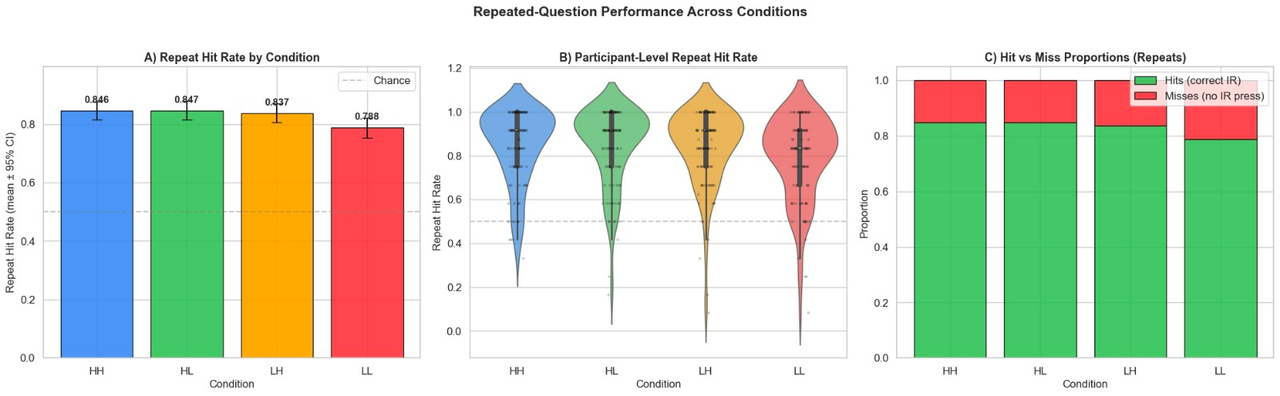 Repeated-Question Performance Across Conditions
A) Repeat Hit Rate by Condition
Chance
0.846
0.847
0.837
0.788
0.8
0.6
0.4
0.2
0.0
Repeat Hit Rate (mean ± 95% CI)
HH
HL
LH
LL
Condition
B) Participant-Level Repeat Hit Rate
1.2
1.0
0.8
0.6
0.4
0.2
0.0
Repeat Hit Rate
HH
HL
LH
LL
Condition
C) Hit vs Miss Proportions (Repeats)
Hits (correct IR)
Misses (no IR press)
1.0
0.8
0.6
0.4
0.2
0.0
Proportion
HH
HL
LH
LL
Condition